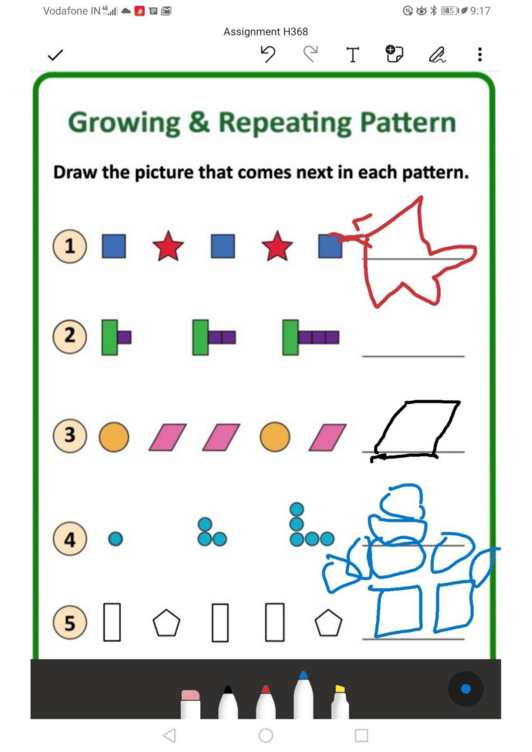 Vodafone IN 4G 45 9:17
Assignment H368
T
Growing & Repeating Pattern
Draw the picture that comes next in each pattern.
1
2
3
4
5